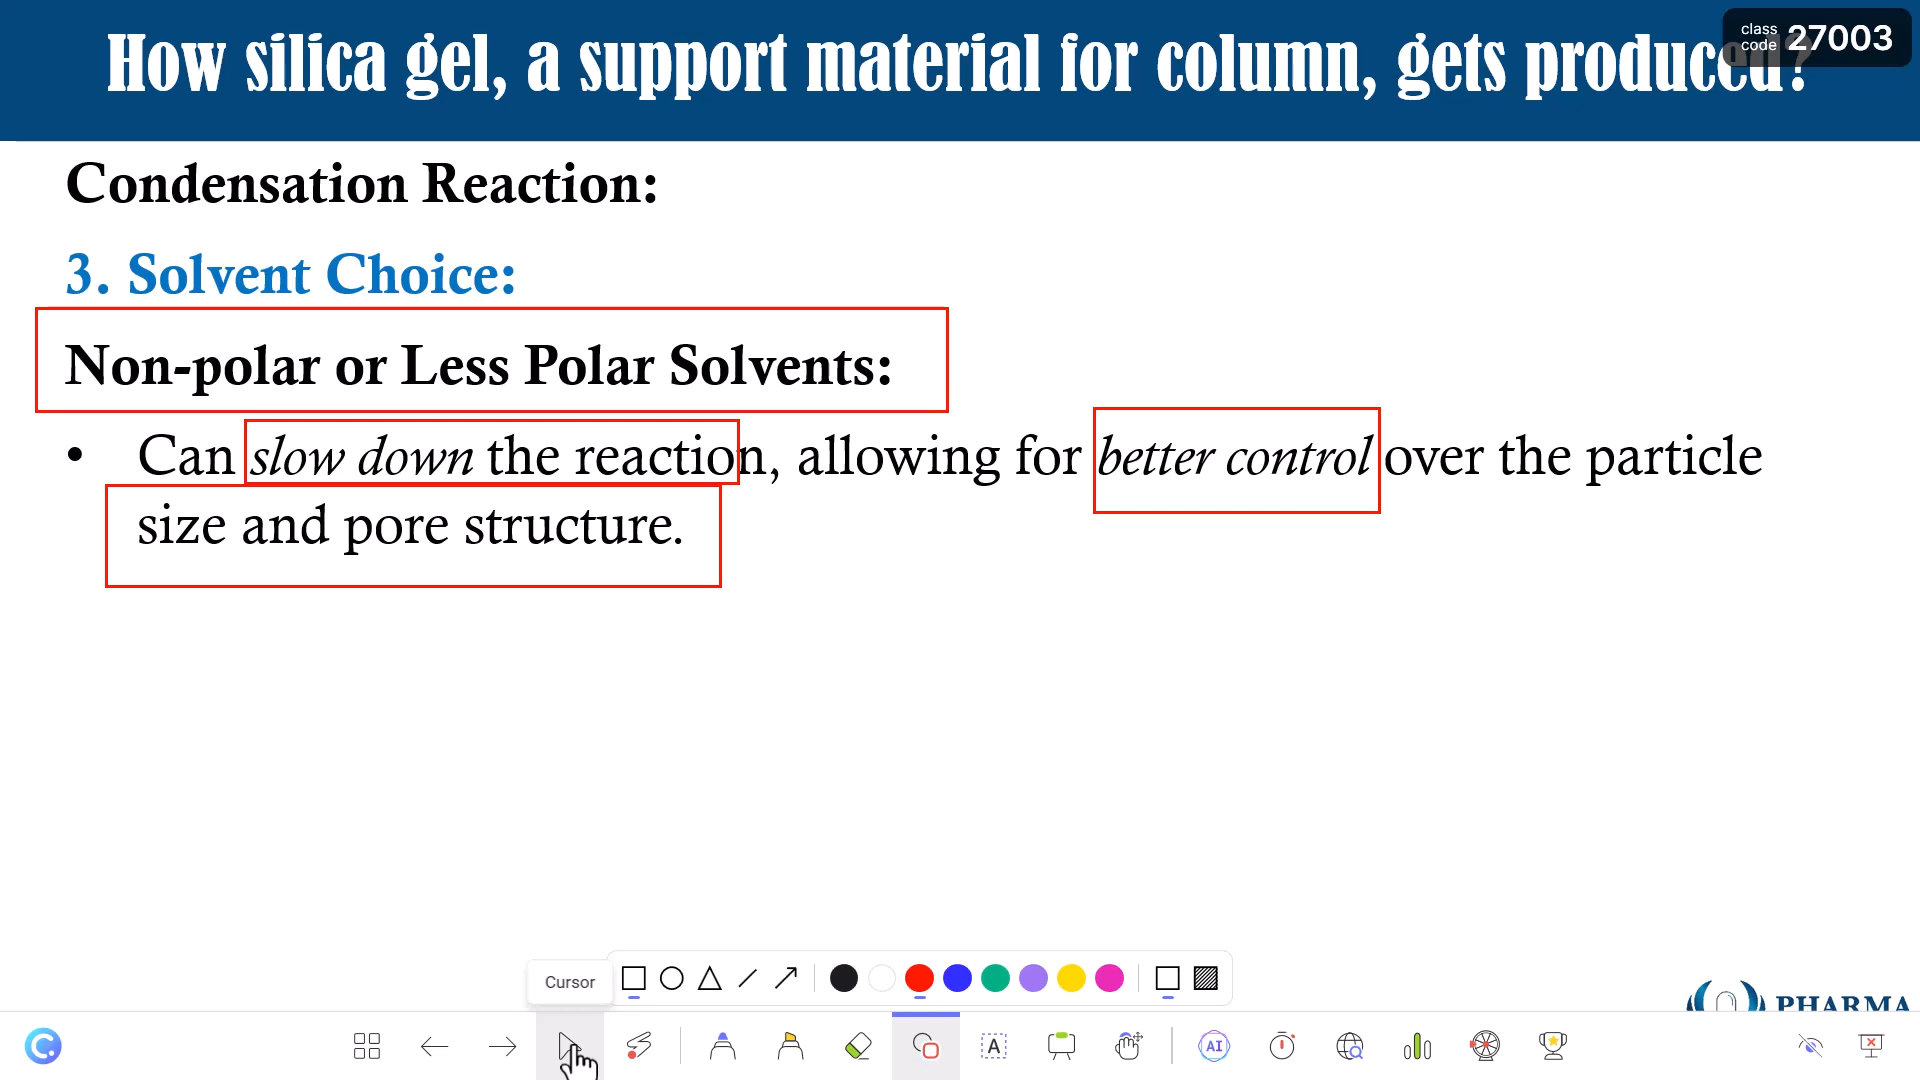 How silica gel, a support material for column, gets produced?
class
code 27003
Condensation Reaction:
3. Solvent Choice:
Non-polar or Less Polar Solvents:
• Can slow down the reaction, allowing for better control over the particle
size and pore structure.
Cursor
PHARMA
A
AI